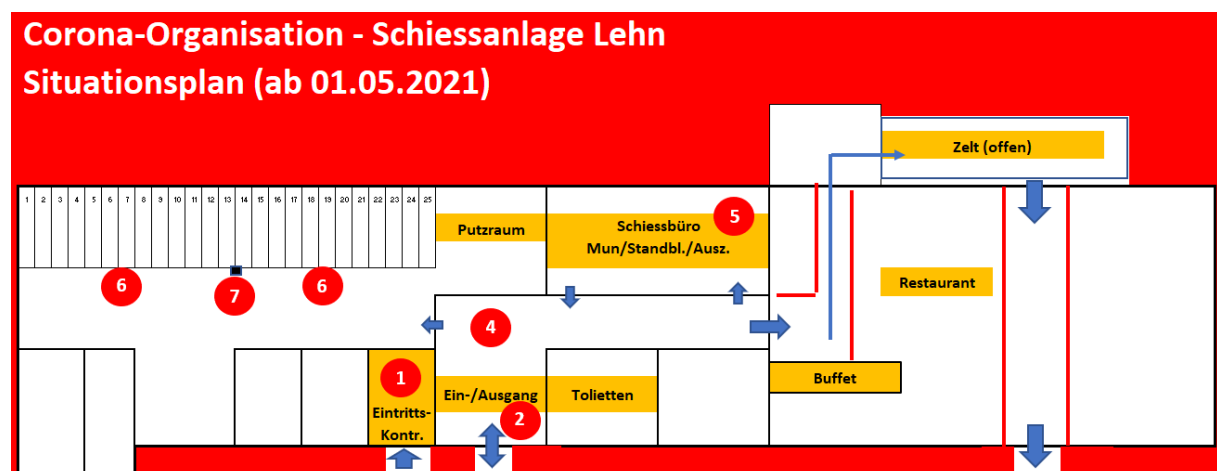 Corona-Organisation - Schiessanlage Lehn
Situationsplan (ab 01.05.2021)
Zelt (offen)
1 2 3 4 5 6 7 8 9 10 11 12 13 14 15 16 17 18 19 20 21 22 23 24 25
Putzraum
Schiessbüro
Mun/Standbl./Ausz.
5
6
7
6
Restaurant
4
1
Eintritts-
Kontr.
Ein-/Ausgang
2
Tolietten
Buffet